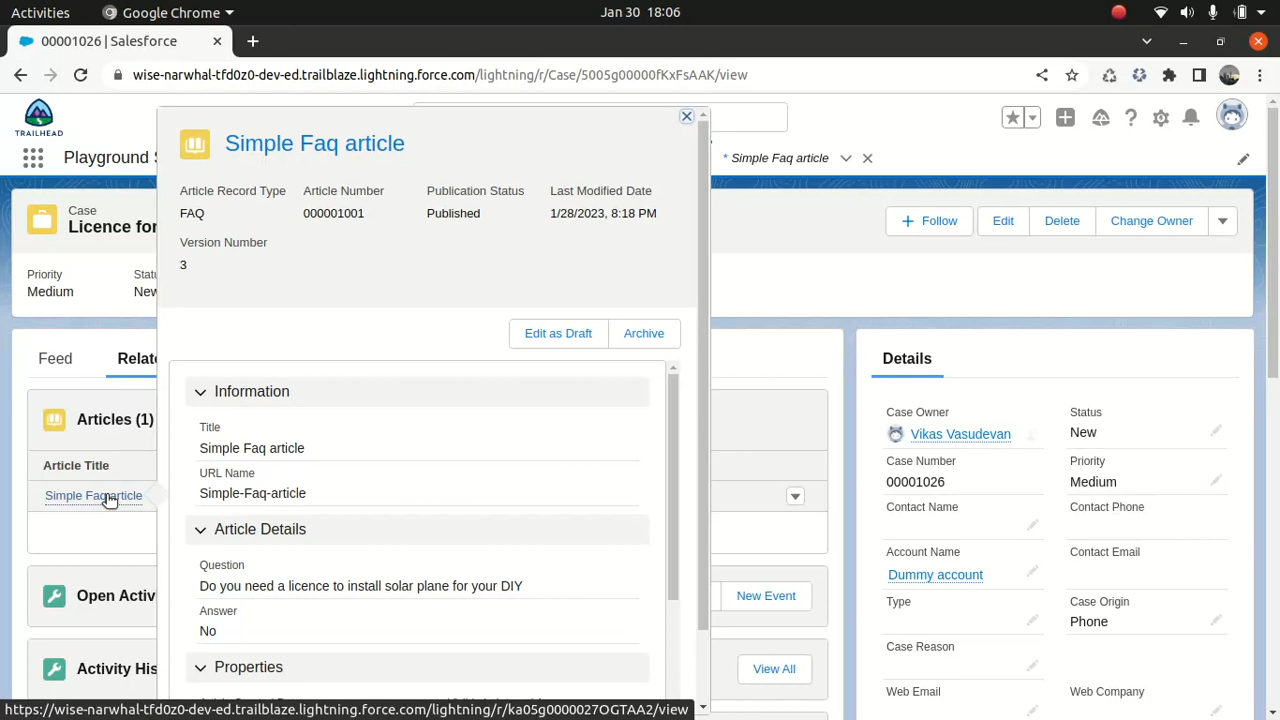 Activities
Google Chrome
Jan 30 18:06
00001026 | Salesforce
wise-narwhal-tfd0z0-dev-ed.trailblaze.lightning.force.com/lightning/r/Case/5005g00000fKxFsAAK/view
TRAILHEAD
Playground
* Simple Faq article
Simple Faq article
Article Record Type
Article Number
Publication Status
Last Modified Date
FAQ
000001001
Published
1/28/2023, 8:18 PM
Version Number
3
Case
Licence for
Follow
Edit
Delete
Change Owner
Priority
Medium
New
Edit as Draft
Archive
Feed
Articles (1)
Article Title
Simple Faq article
Information
Title
Simple Faq article
URL Name
Simple-Faq-article
Article Details
Question
Do you need a licence to install solar plane for your DIY
Answer
No
Properties
New Event
View All
Details
Case Owner
Vikas Vasudevan
Status
New
Case Number
00001026
Priority
Medium
Contact Name
Contact Phone
Account Name
Dummy account
Contact Email
Type
Case Origin
Phone
Case Reason
Web Email
Web Company
https://wise-narwhal-tfd0z0-dev-ed.trailblaze.lightning.force.com/lightning/r/ka05g0000027OGTAA2/view